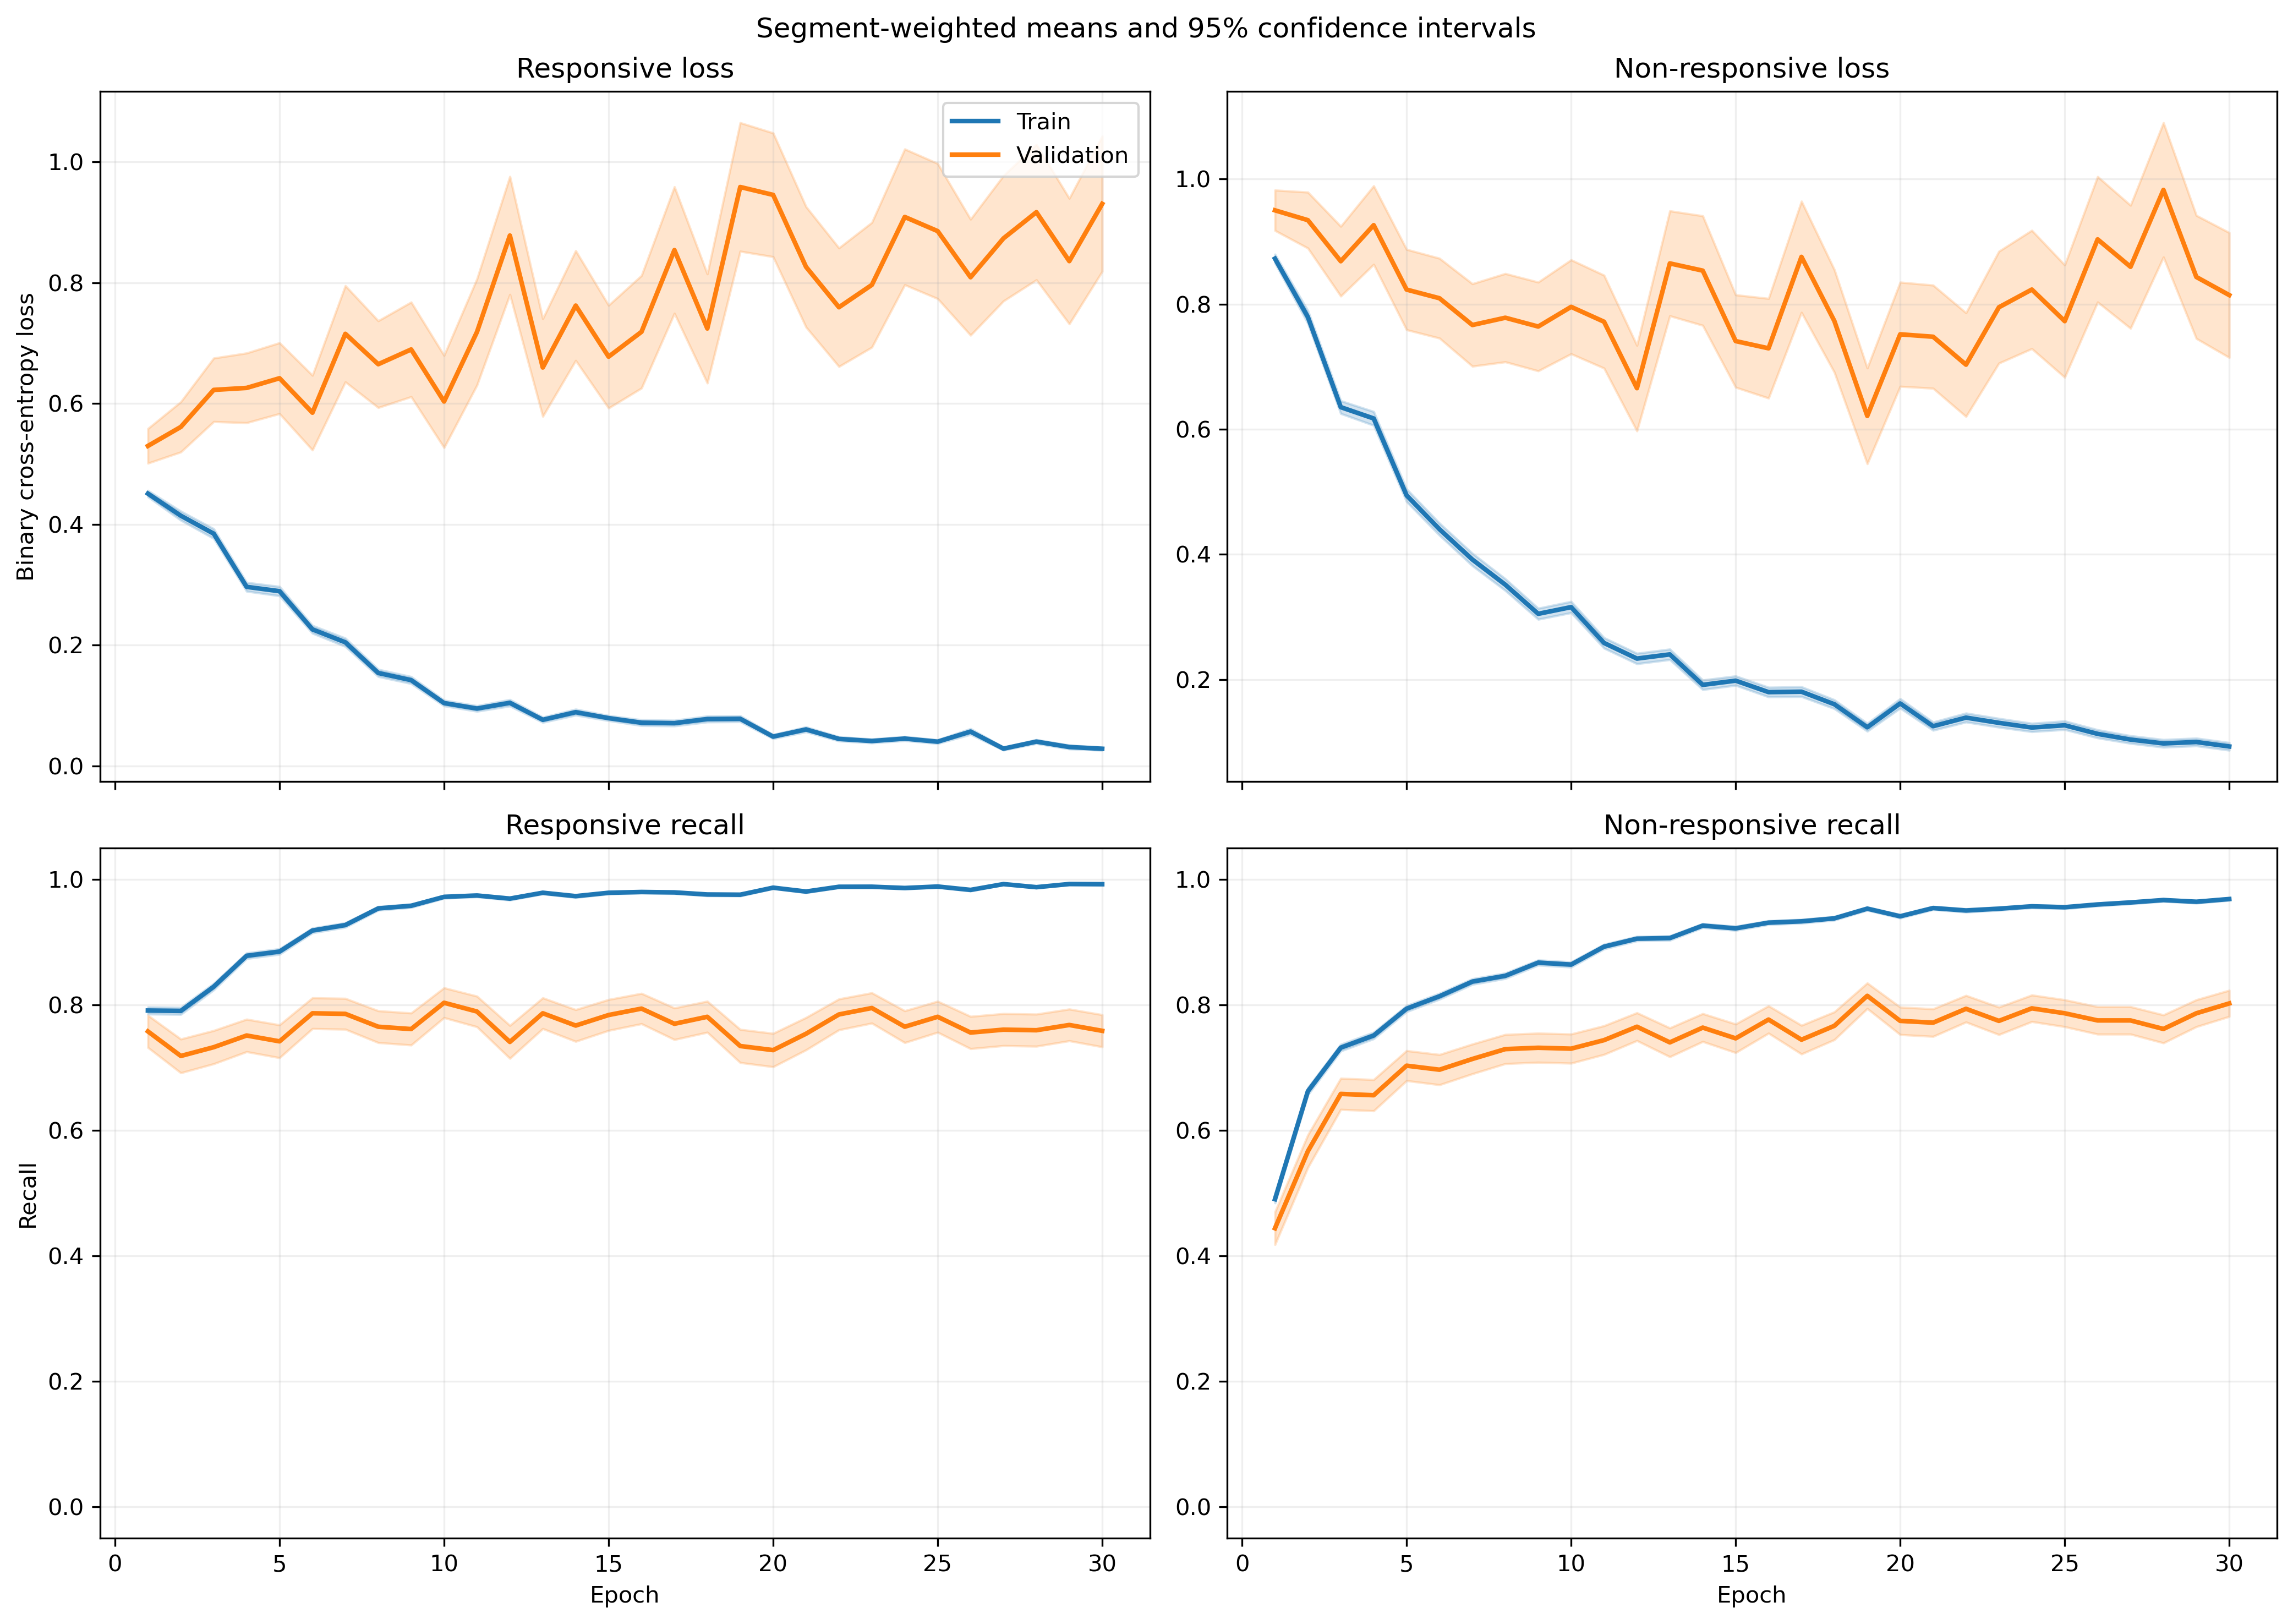 Segment-weighted means and 95% confidence intervals
Responsive loss
Non-responsive loss
Train
Validation
Binary cross-entropy loss
1.0
0.8
0.6
0.4
0.2
0.0
1.0
0.8
0.6
0.4
0.2
Responsive recall
Non-responsive recall
Recall
1.0
0.8
0.6
0.4
0.2
0.0
1.0
0.8
0.6
0.4
0.2
0.0
0 5 10 15 20 25 30
0 5 10 15 20 25 30
Epoch
Epoch